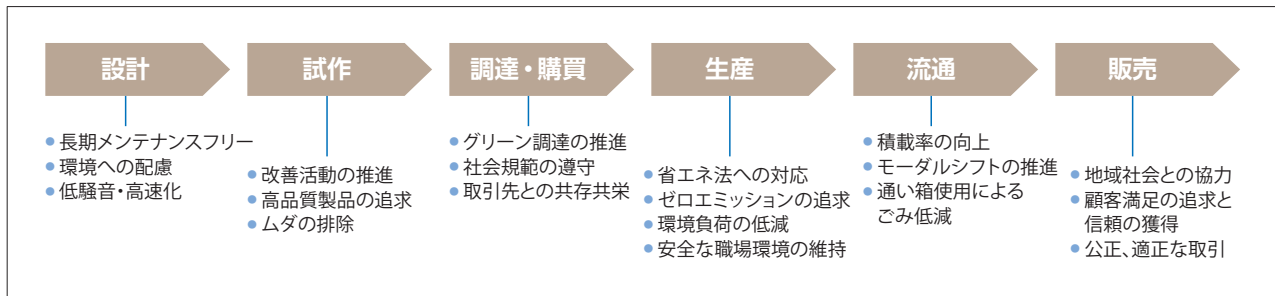 設計
試作
調達・購買
生産
流通
販売
● 長期メンテナンスフリー
● 環境への配慮
● 低騒音・高速化
● 改善活動の推進
● 高品質製品の追求
● ムダの排除
● グリーン調達の推進
● 社会規範の遵守
● 取引先との共存共栄
● 省エネ法への対応
● ゼロエミッションの追求
● 環境負荷の低減
● 安全な職場環境の維持
● 積載率の向上
● モーダルシフトの推進
● 通い箱使用による
ごみ低減
● 地域社会との協力
● 顧客満足の追求と
信頼の獲得
● 公正、適正な取引